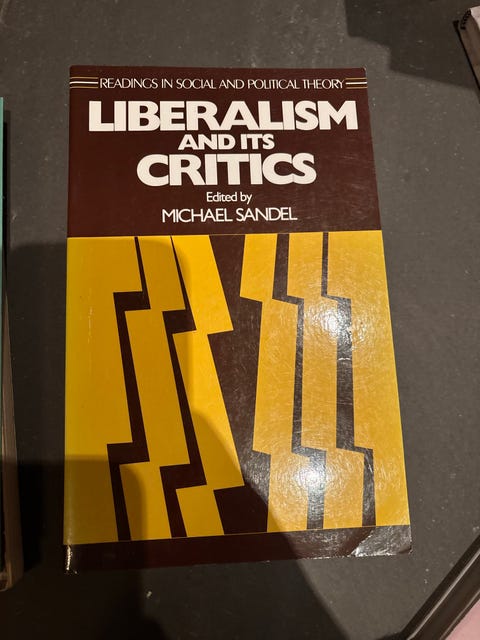 READINGS IN SOCIAL AND POLITICAL THEORY
LIBERALISM
AND ITS
CRITICS
Edited by
MICHAEL SANDEL